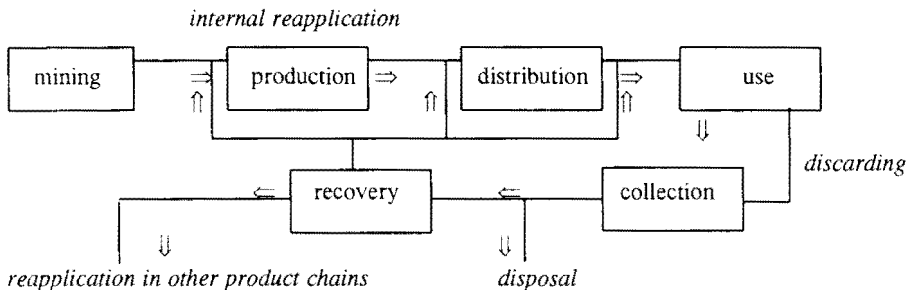 internal reapplication
mining production distribution use
discarding
recovery collection
reapplication in other product chains disposal